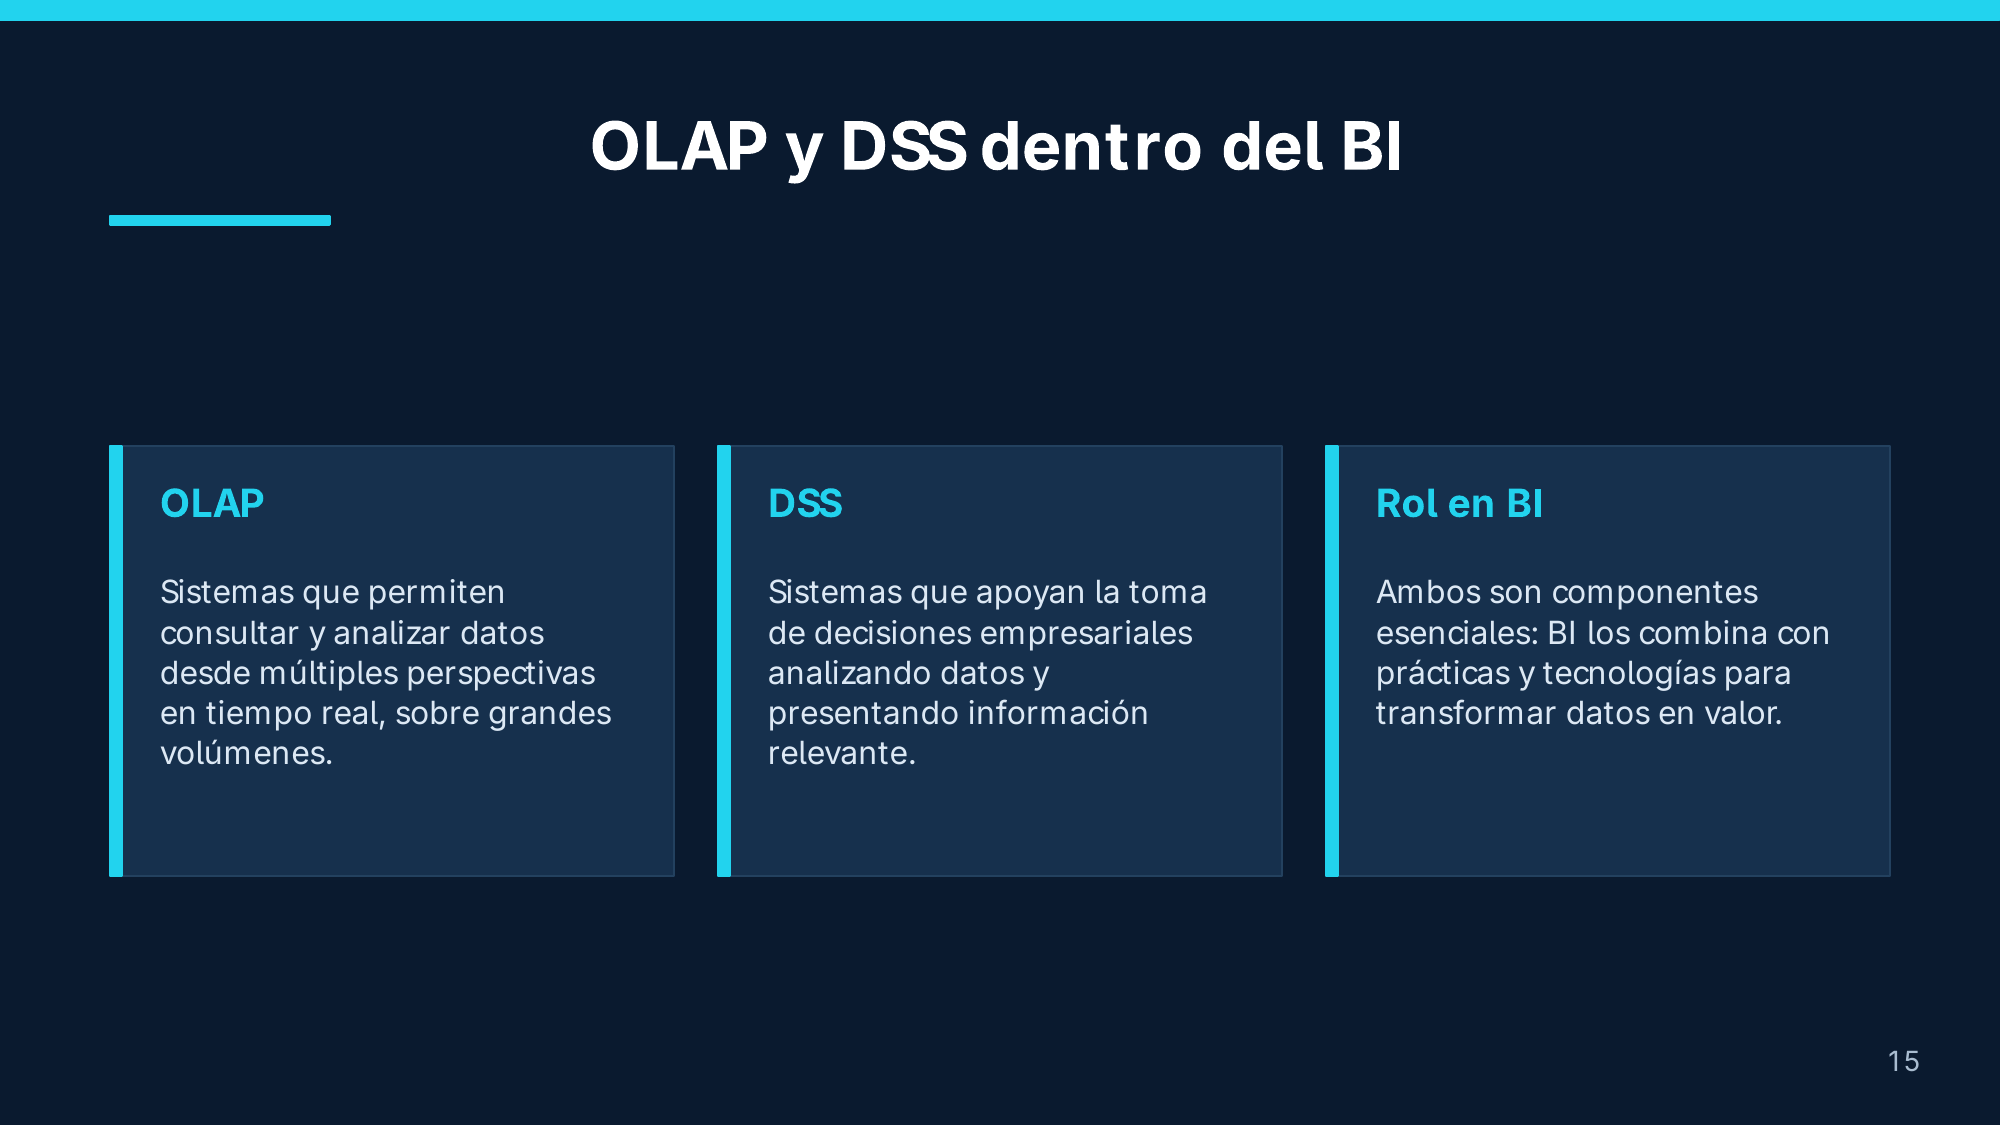 OLAP y DSS dentro del BI
OLAP
Sistemas que permiten
consultar y analizar datos
desde múltiples perspectivas
en tiempo real, sobre grandes
volúmenes.
DSS
Sistemas que apoyan la toma
de decisiones empresariales
analizando datos y
presentando información
relevante.
Rol en BI
Ambos son componentes
esenciales: BI los combina con
prácticas y tecnologías para
transformar datos en valor.
15